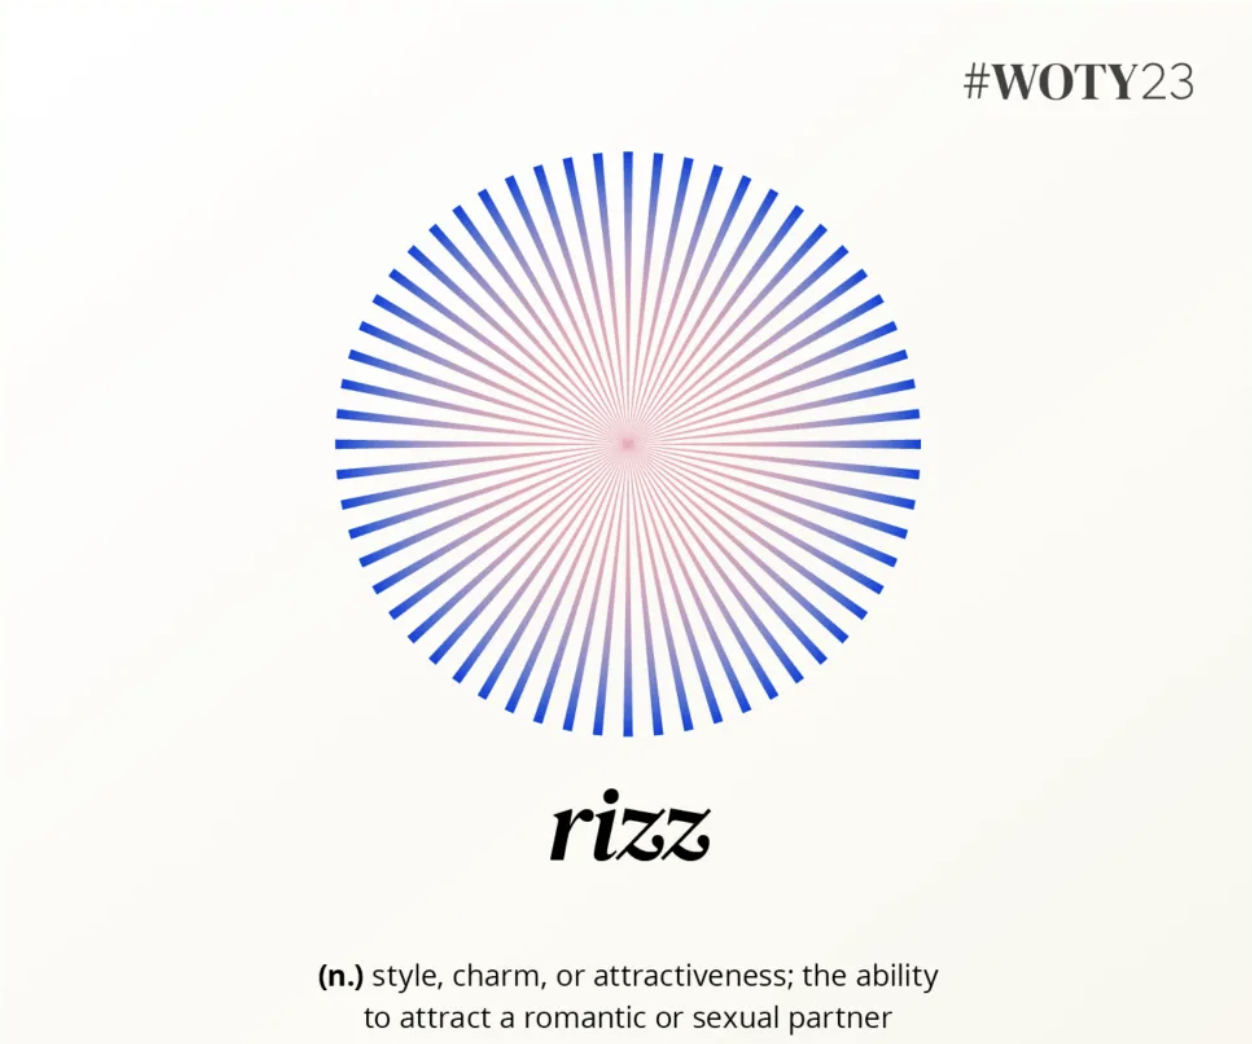 #WOTY23
rizz
(n.) style, charm, or attractiveness; the ability
to attract a romantic or sexual partner